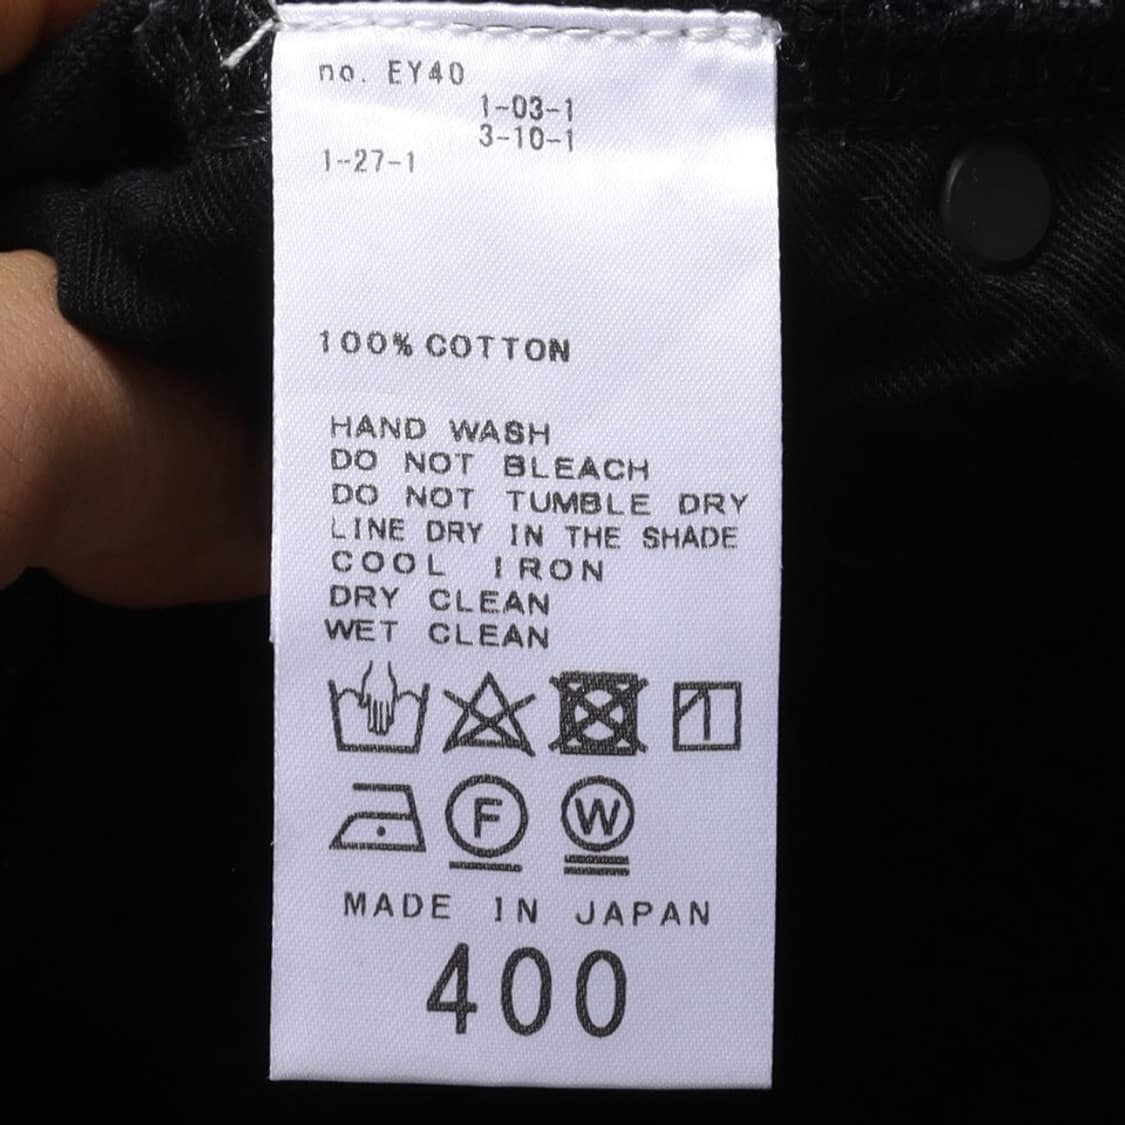 no. EY40
1-03-1
3-10-1
1-27-1
100% COTTON
HAND WASH
DO NOT BLEACH
DO NOT TUMBLE DRY
LINE DRY IN THE SHADE
COOL IRON
DRY CLEAN
WET CLEAN
F W
MADE IN JAPAN
400